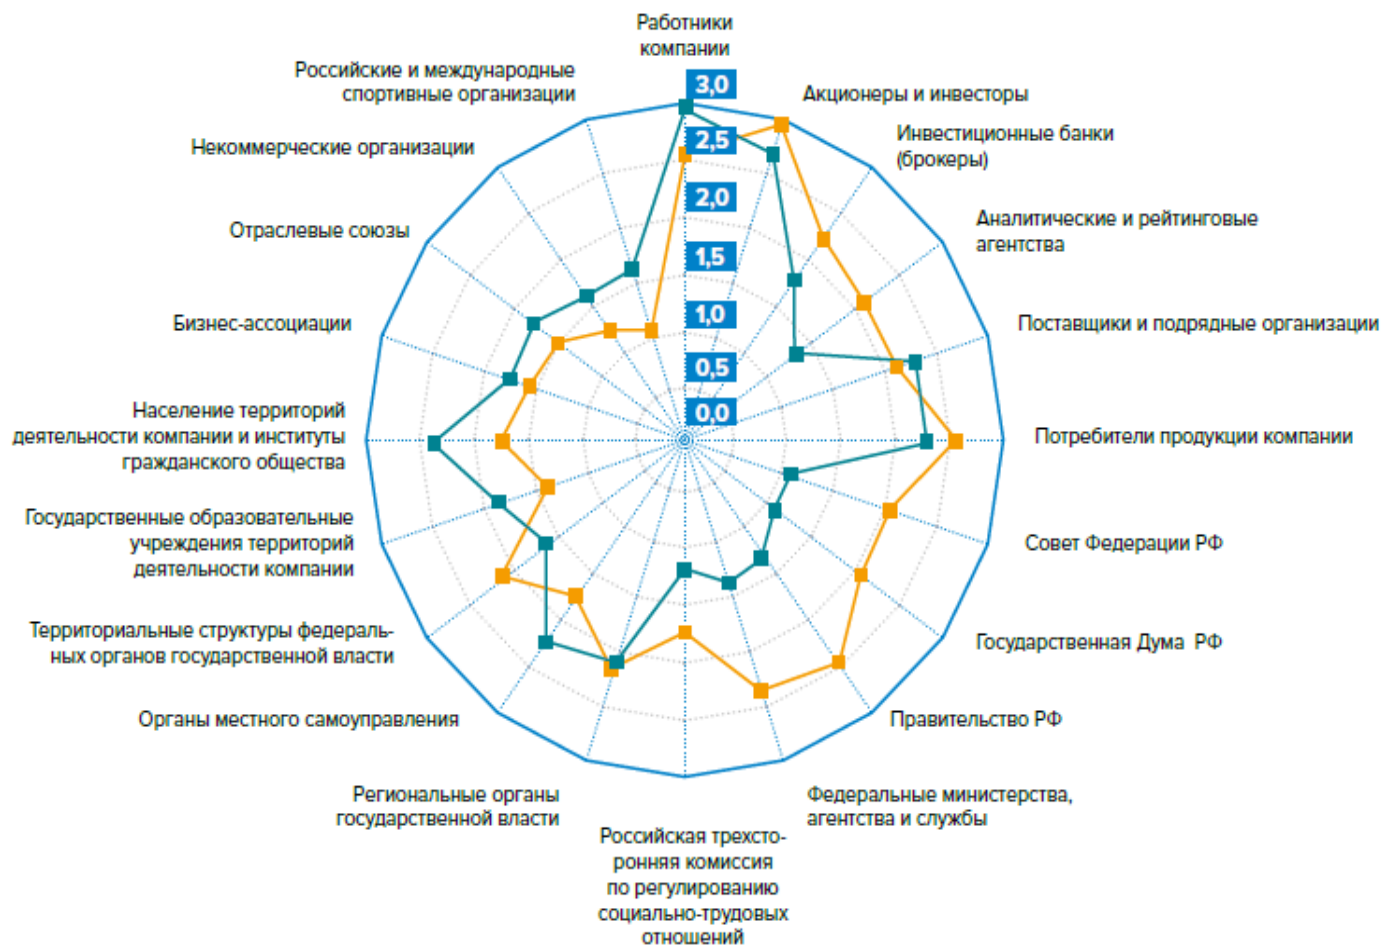 Работники
компании
Российские и международные
спортивные организации
3,0
Акционеры и инвесторы
Инвестиционные банки
(брокеры)
Некоммерческие организации
2,5
2,0
Аналитические и рейтинговые
агентства
Отраслевые союзы
1,5
Бизнес-ассоциации
1,0
Поставщики и подрядные организации
0,5
Население территорий
деятельности компании и институты
гражданского общества
0,0
Потребители продукции компании
Государственные образовательные
учреждения территорий
деятельности компании
Совет Федерации РФ
Территориальные структуры федераль-
ных органов государственной власти
Государственная Дума РФ
Органы местного самоуправления
Правительство РФ
Региональные органы
государственной власти
Федеральные министерства,
агентства и службы
Российская трехсто-
ронняя комиссия
по регулированию
социально-трудовых
отношений